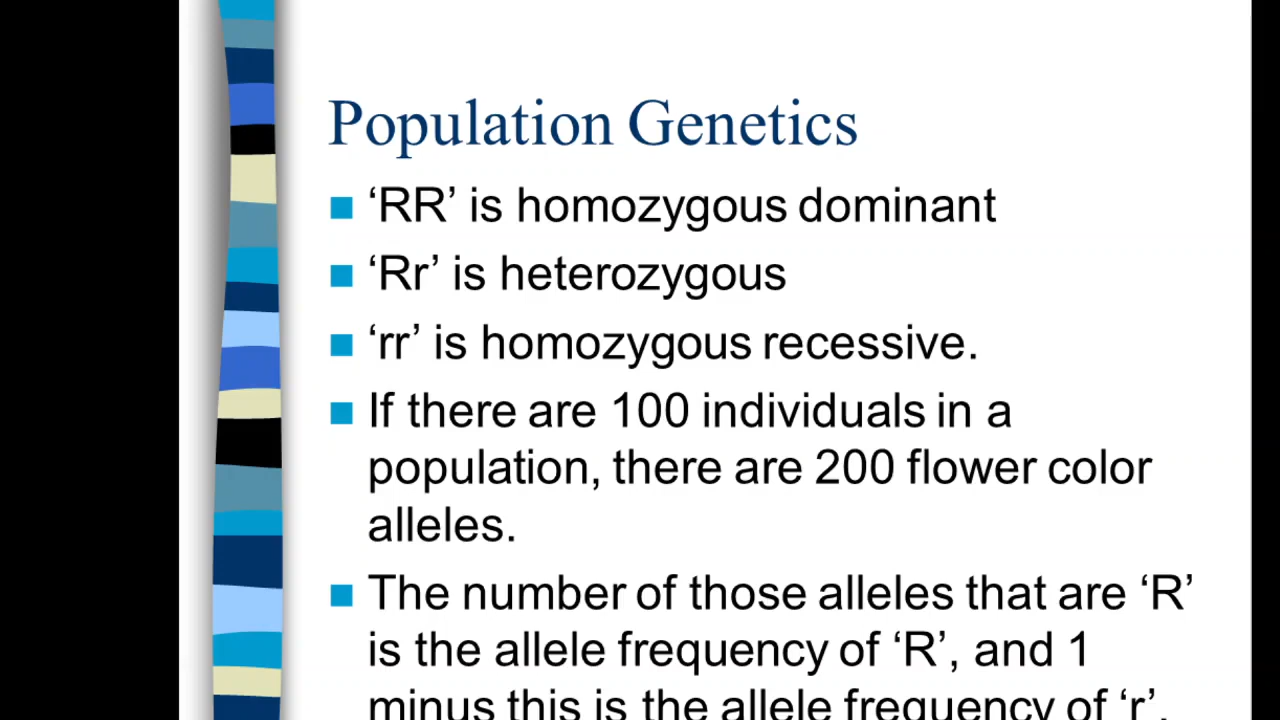 Population Genetics
‘RR’ is homozygous dominant
‘Rr’ is heterozygous
‘rr’ is homozygous recessive.
If there are 100 individuals in a
population, there are 200 flower color
alleles.
The number of those alleles that are ‘R’
is the allele frequency of ‘R’, and 1
minus this is the allele frequency of ‘r’.